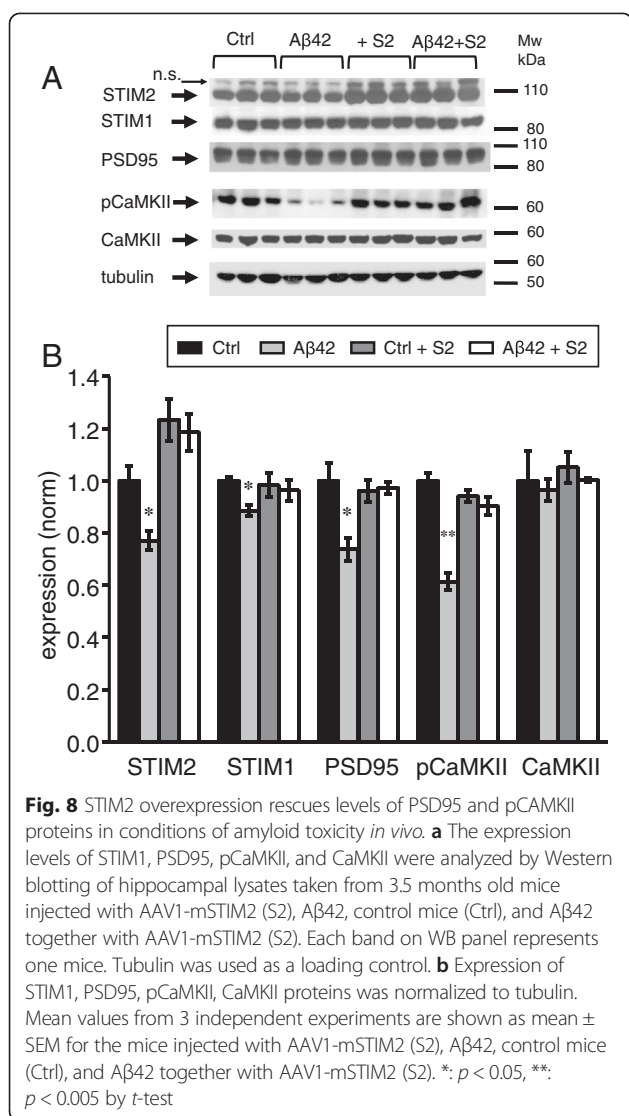 Ctrl Aβ42 + S2 Aβ42+S2 Mw kDa
A
n.s.
STIM2 110
STIM1 80
110
PSD95 80
pCaMKII 60
CaMKII 60
60
tubulin 50
B
Ctrl Aβ42 Ctrl + S2 Aβ42 + S2
expression (norm)
1.4
1.2
1.0
0.8
0.6
0.4
0.2
0.0
* * * **
STIM2 STIM1 PSD95 pCaMKII CaMKII
Fig. 8 STIM2 overexpression rescues levels of PSD95 and pCAMKII
proteins in conditions of amyloid toxicity in vivo. a The expression
levels of STIM1, PSD95, pCaMKII, and CaMKII were analyzed by Western
blotting of hippocampal lysates taken from 3.5 months old mice
injected with AAV1-mSTIM2 (S2), Aβ42, control mice (Ctrl), and Aβ42
together with AAV1-mSTIM2 (S2). Each band on WB panel represents
one mice. Tubulin was used as a loading control. b Expression of
STIM1, PSD95, pCaMKII, CaMKII proteins was normalized to tubulin.
Mean values from 3 independent experiments are shown as mean ±
SEM for the mice injected with AAV1-mSTIM2 (S2), Aβ42, control mice
(Ctrl), and Aβ42 together with AAV1-mSTIM2 (S2). *: p < 0.05, **:
p < 0.005 by t-test